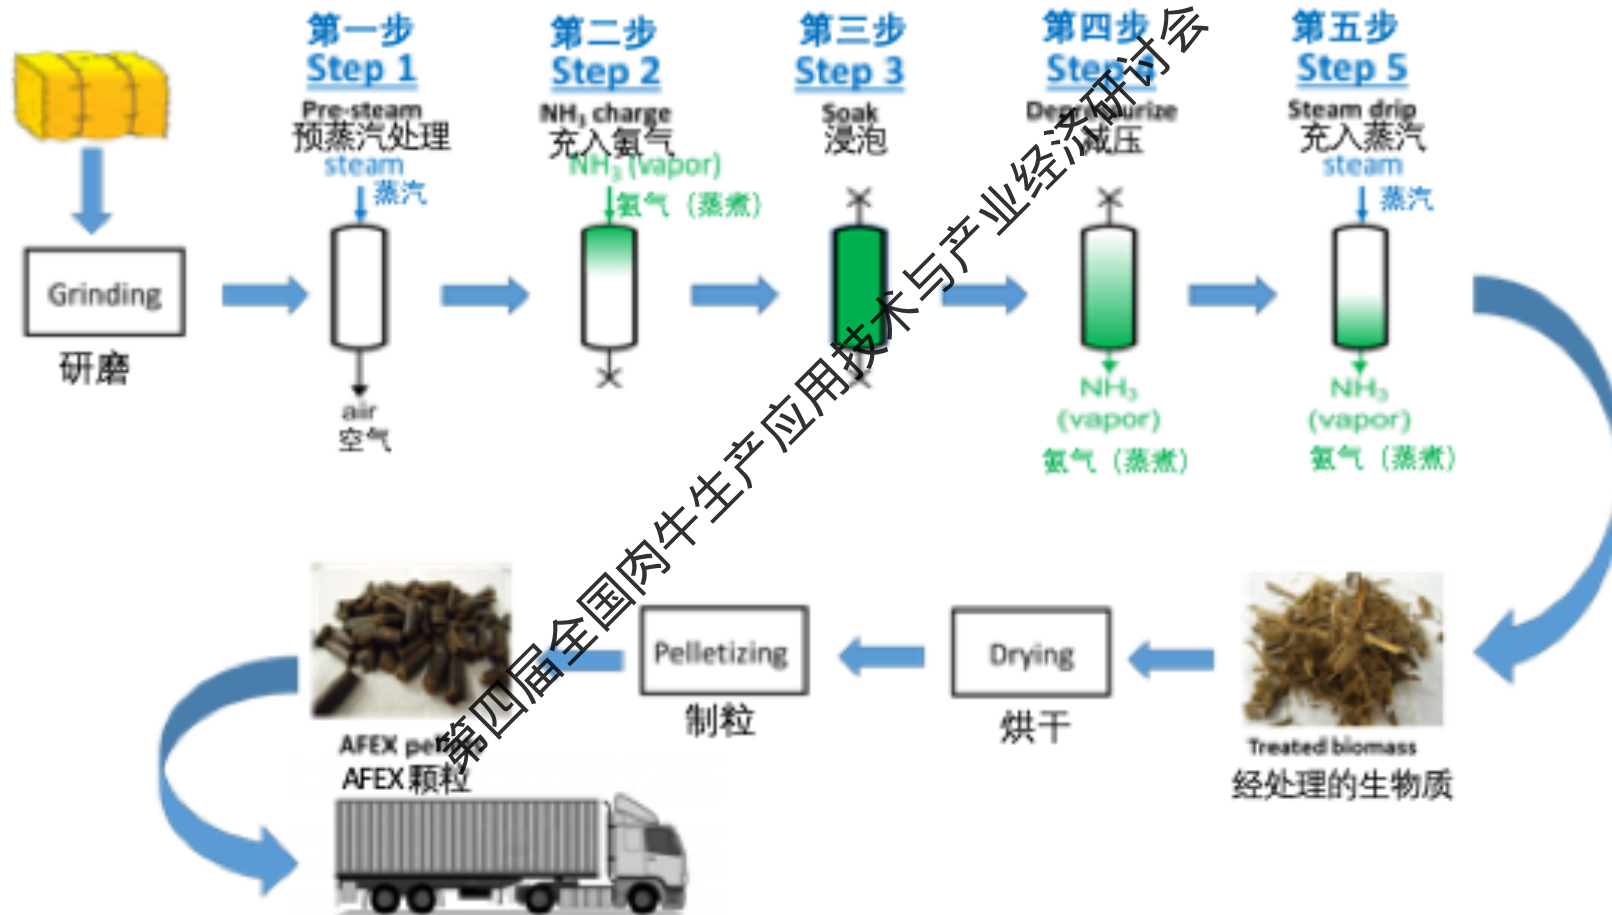 第一步
Step 1
Pre-steam
预蒸汽处理
steam
蒸汽
air
空气
第二步
Step 2
NH₃ charge
充入氨气
NH₃ (vapor)
氨气（蒸煮）
第三步
Step 3
Soak
浸泡
第四步
Step 4
Depressurize
减压
NH₃
(vapor)
氨气（蒸煮）
第五步
Step 5
Steam drip
充入蒸汽
steam
蒸汽
NH₃
(vapor)
氨气（蒸煮）
Grinding
研磨
Treated biomass
经处理的生物质
Drying
烘干
Pelletizing
制粒
AFEX pellets
AFEX颗粒
第四届全国肉牛生产应用技术与产业经济研讨会